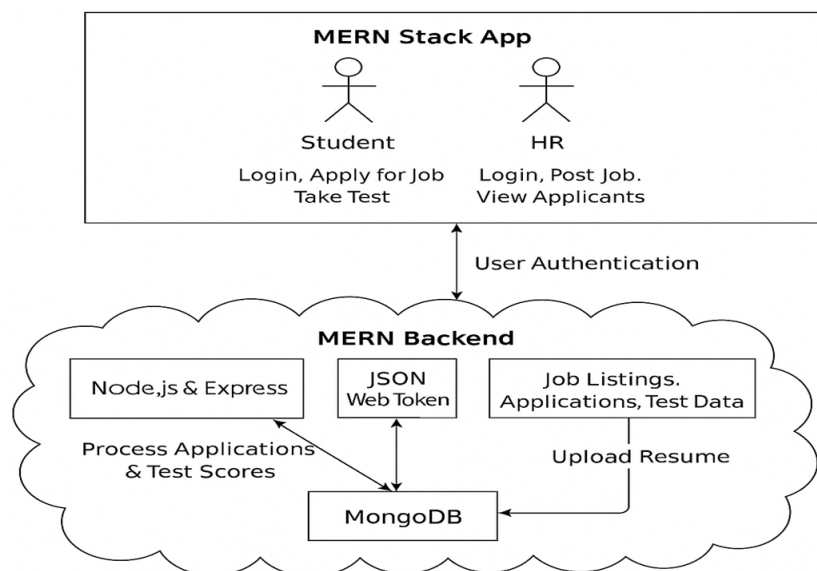 MERN Stack App
Student
HR
Login, Apply for Job
Take Test
Login, Post Job.
View Applicants
User Authentication
MERN Backend
Node,js & Express
JSON
Web Token
Job Listings.
Applications, Test Data
Process Applications
& Test Scores
Upload Resume
MongoDB